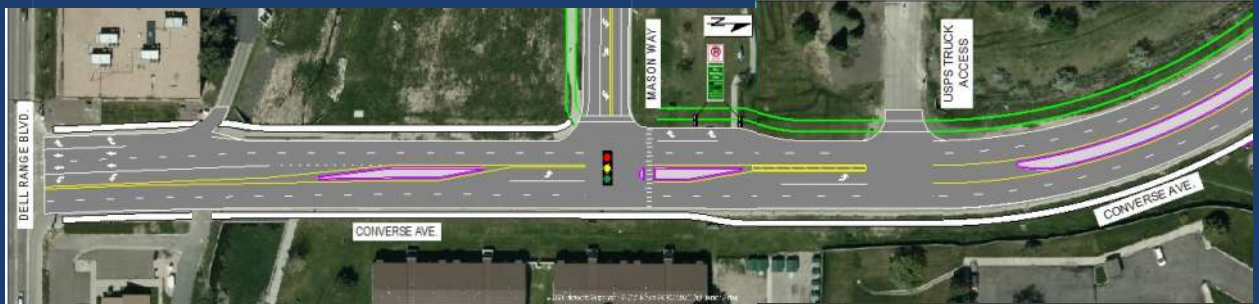 DELL RANGE BLVD.
MASON WAY
N
USPS TRUCK
ACCESS
CONVERSE AVE.
CONVERSE AVE.